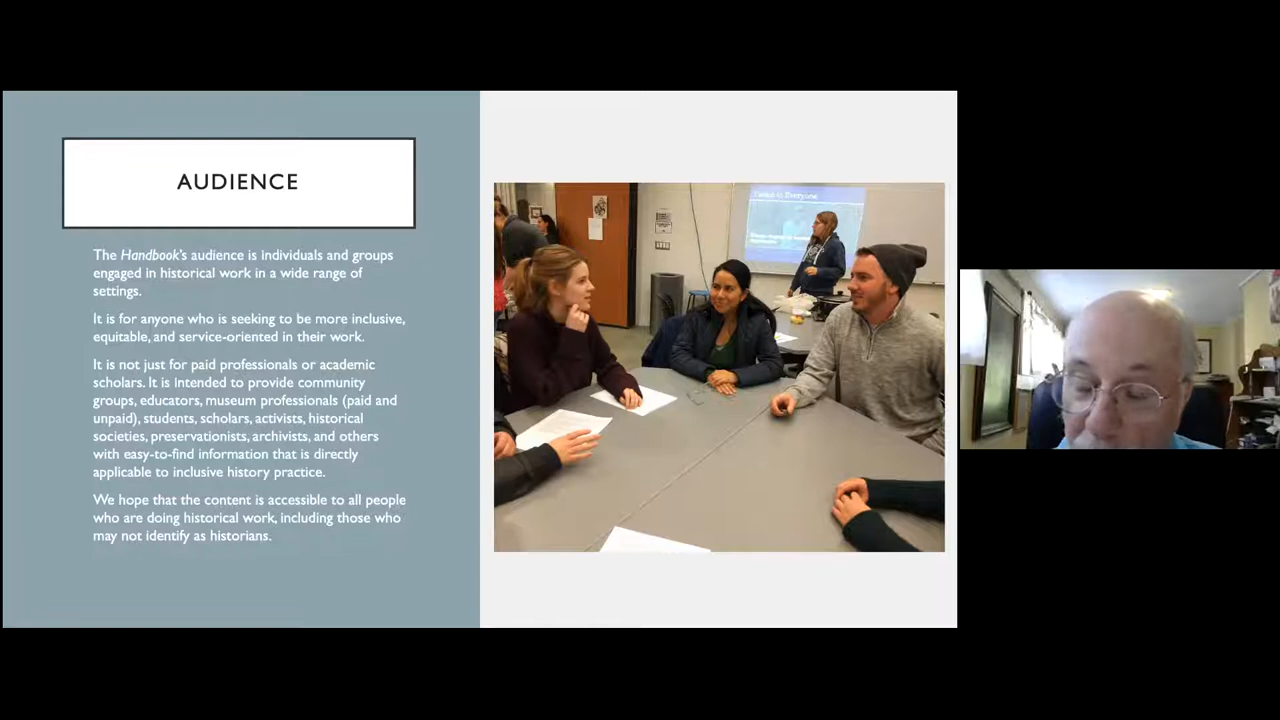 AUDIENCE
The Handbook's audience is individuals and groups
engaged in historical work in a wide range of
settings.
It is for anyone who is seeking to be more inclusive,
equitable, and service-oriented in their work.
It is not just for paid professionals or academic
scholars. It is intended to provide community
groups, educators, museum professionals (paid and
unpaid), students, scholars, activists, historical
societies, preservationists, archivists, and others
with easy-to-find information that is directly
applicable to inclusive history practice.
We hope that the content is accessible to all people
who are doing historical work, including those who
may not identify as historians.
to Everyone